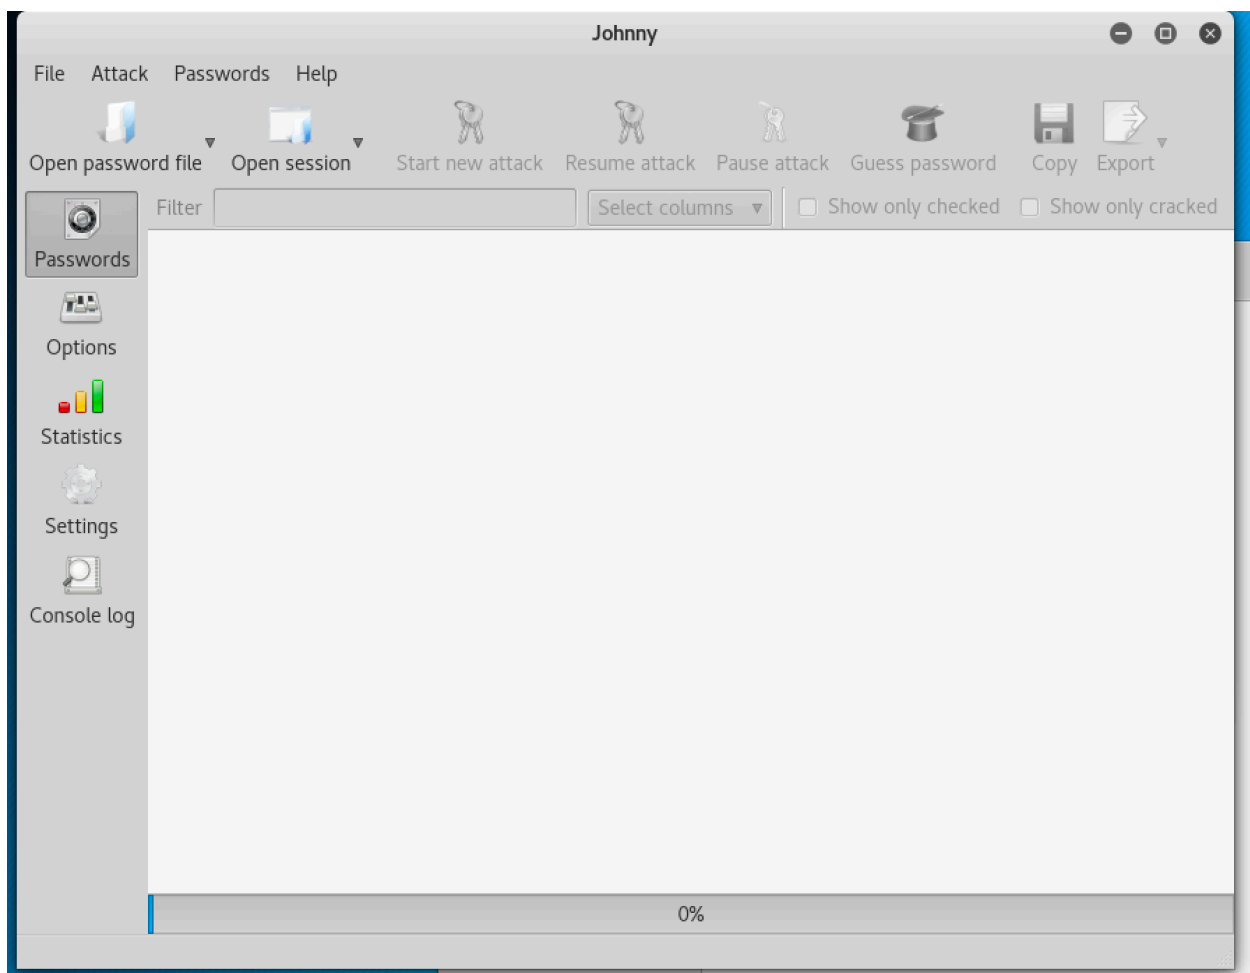 Johnny
File Attack Passwords Help
Open password file Open session Start new attack Resume attack Pause attack Guess password Copy Export
Filter Select columns Show only checked Show only cracked
Passwords
Options
Statistics
Settings
Console log
0%